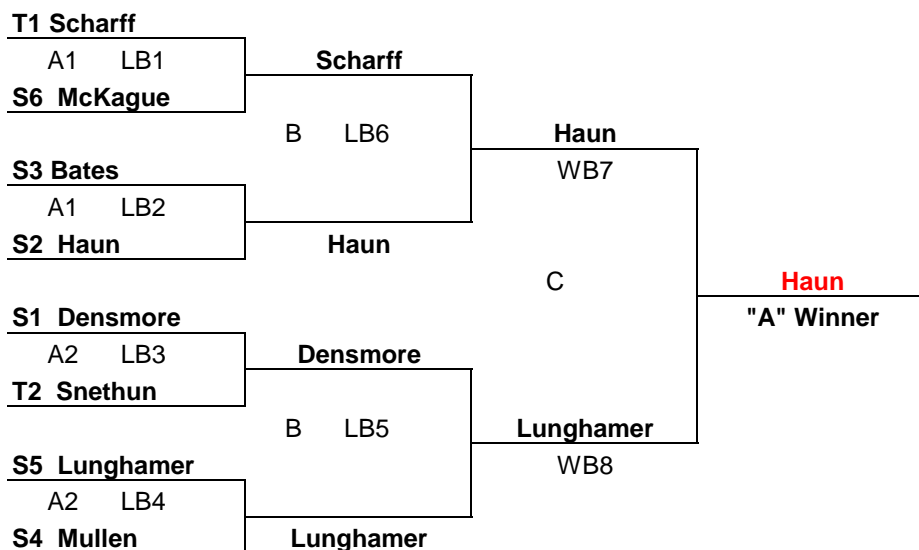 T1 Scharff
A1 LB1 Scharff
S6 McKague
B LB6 Haun
S3 Bates WB7
A1 LB2
S2 Haun Haun
C Haun
S1 Densmore "A" Winner
A2 LB3 Densmore
T2 Snethun
B LB5 Lunghamer
S5 Lunghamer WB8
A2 LB4
S4 Mullen Lunghamer